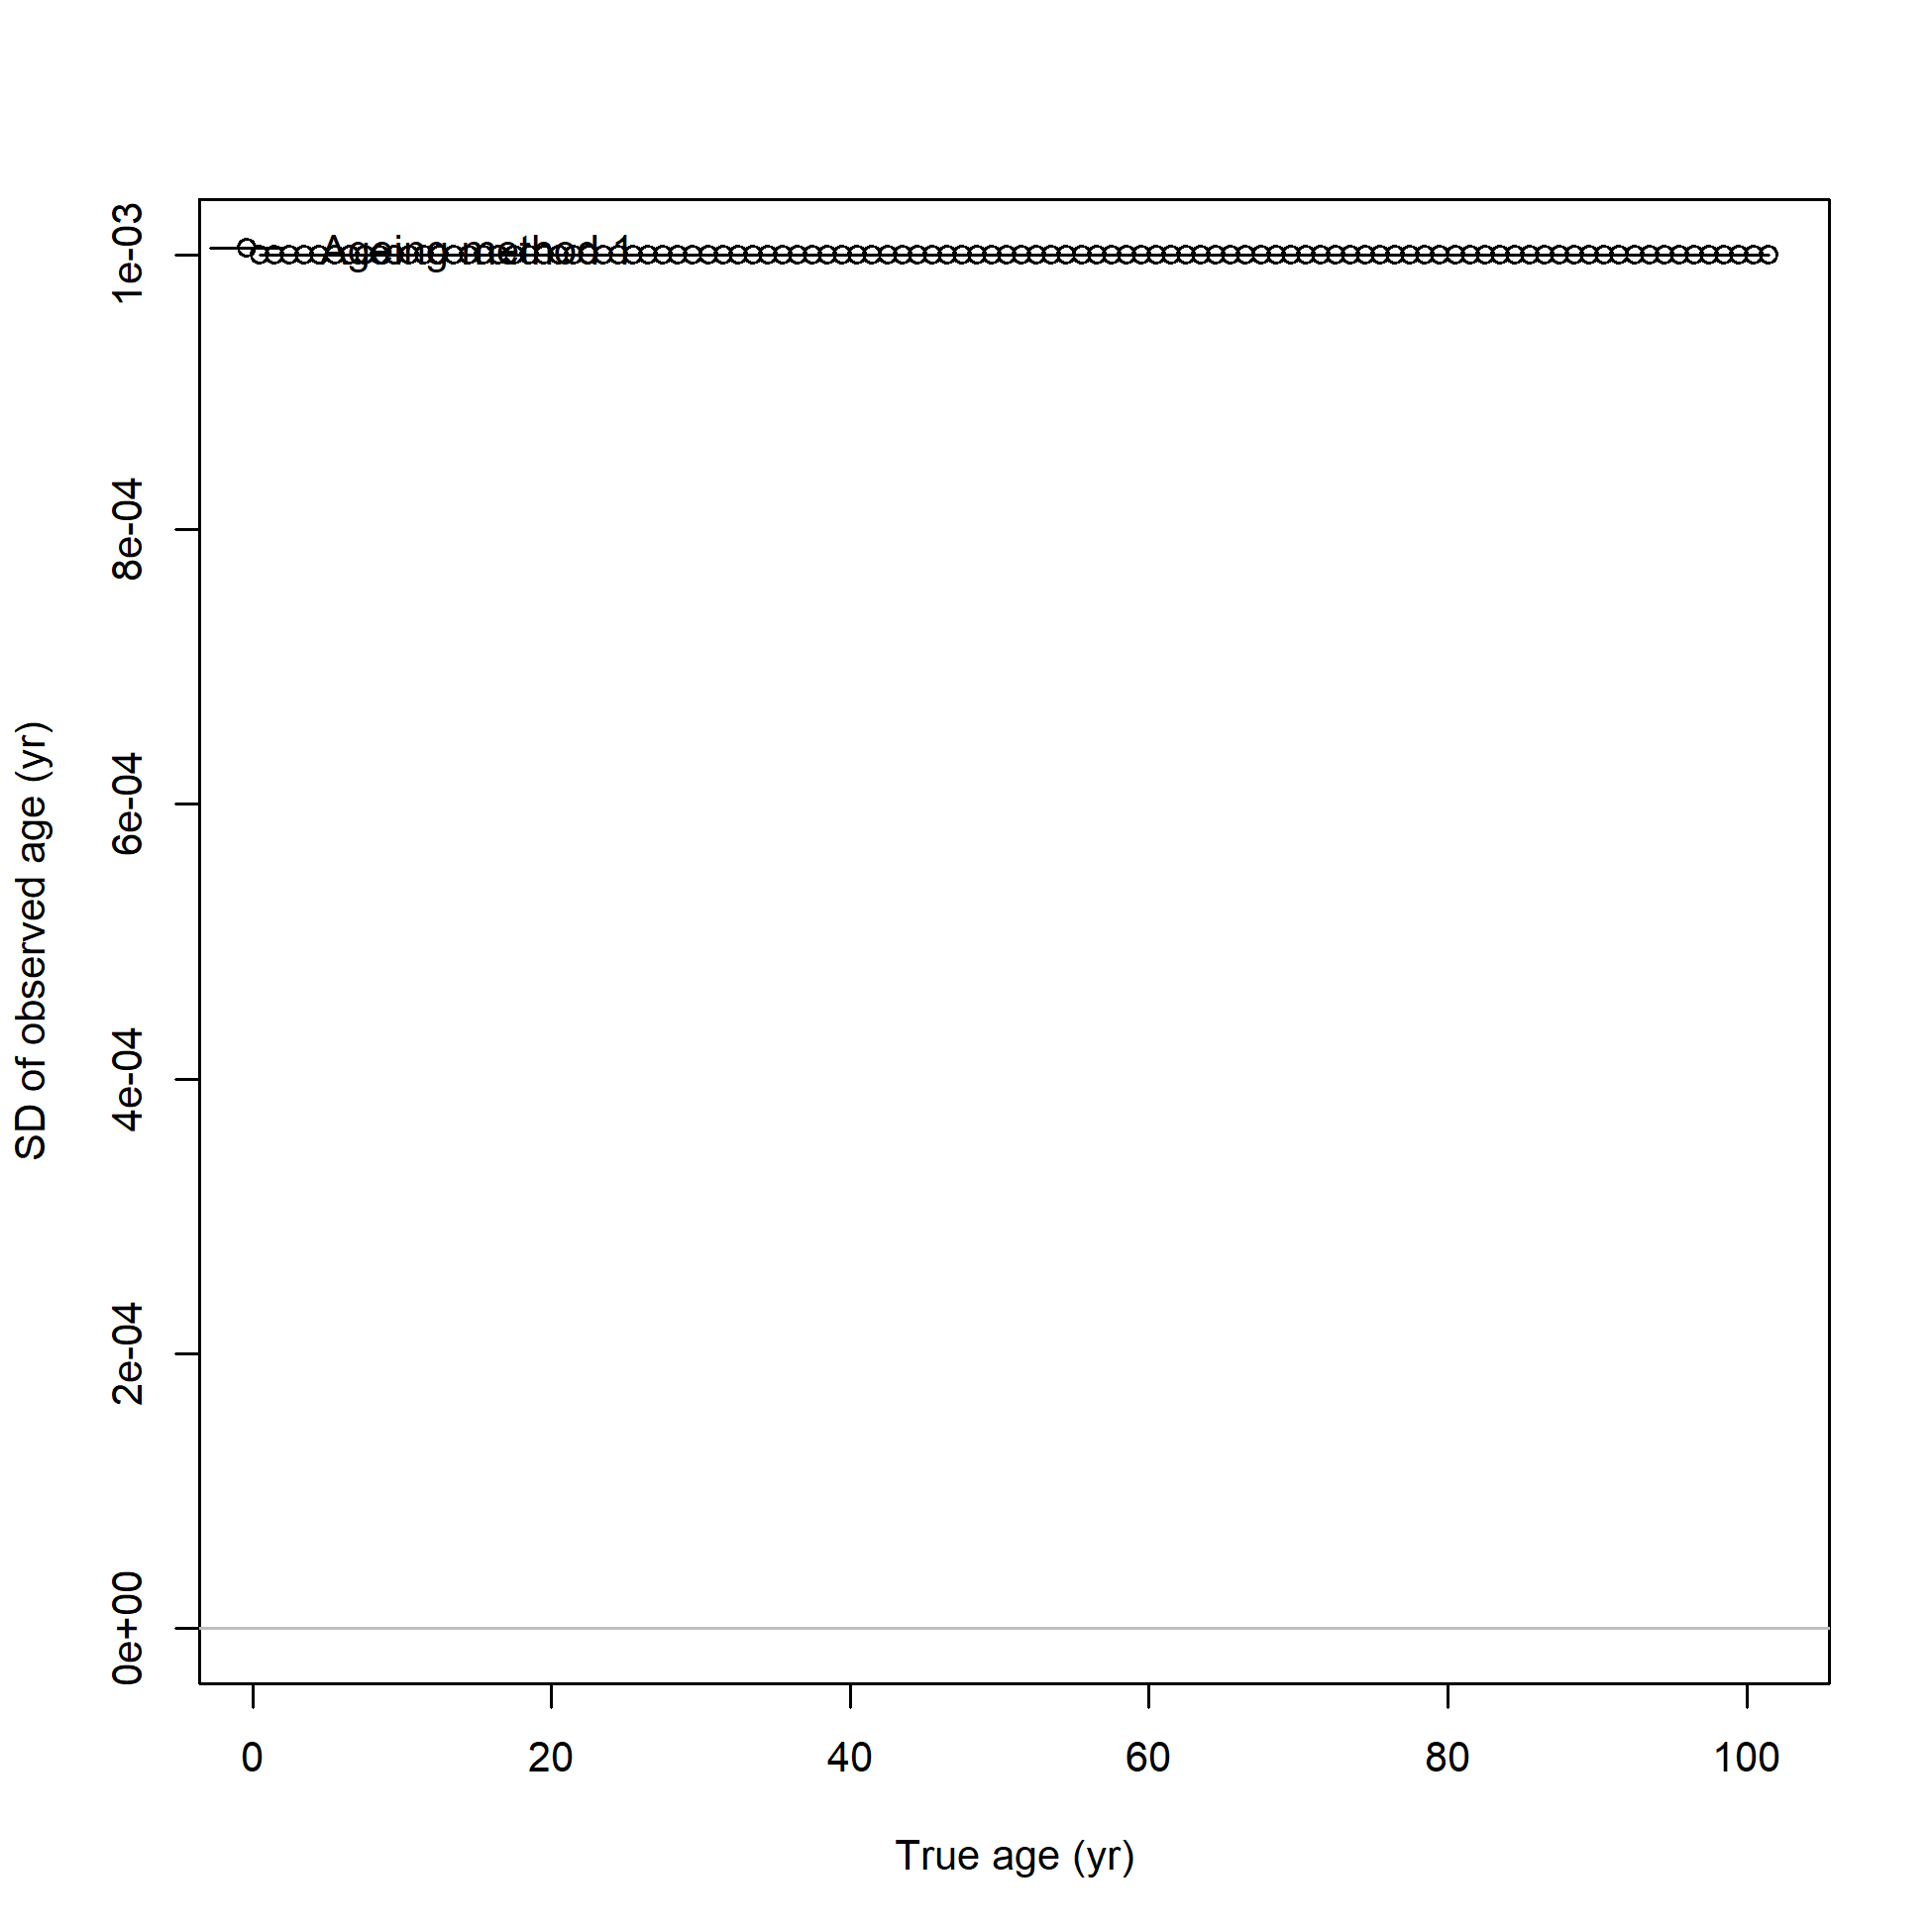 Ageing method 1
1e-03
8e-04
6e-04
4e-04
2e-04
0e+00
SD of observed age (yr)
0
20
40
60
80
100
True age (yr)